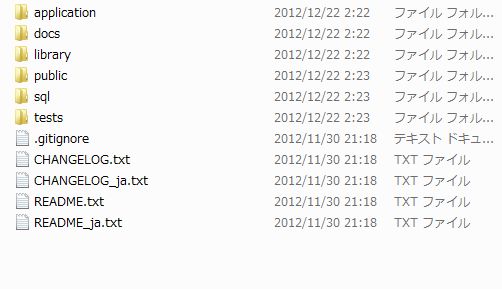 application 2012/12/22 2:22 ファイル フォル...
docs 2012/12/22 2:22 ファイル フォル...
library 2012/12/22 2:22 ファイル フォル...
public 2012/12/22 2:23 ファイル フォル...
sql 2012/12/22 2:23 ファイル フォル...
tests 2012/12/22 2:23 ファイル フォル...
.gitignore 2012/11/30 21:18 テキスト ドキュ...
CHANGELOG.txt 2012/11/30 21:18 TXT ファイル
CHANGELOG_ja.txt 2012/11/30 21:18 TXT ファイル
README.txt 2012/11/30 21:18 TXT ファイル
README_ja.txt 2012/11/30 21:18 TXT ファイル